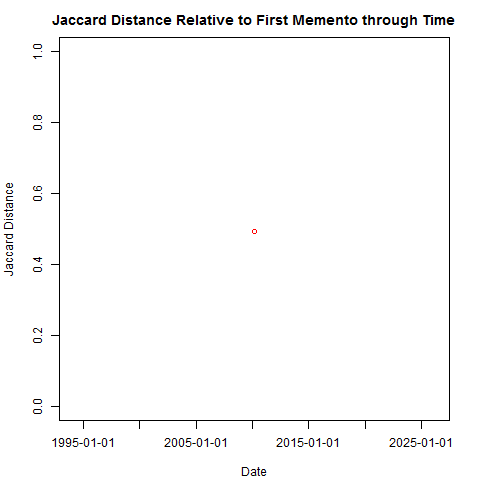 Jaccard Distance Relative to First Memento through Time
Jaccard Distance
1.0
0.8
0.6
0.4
0.2
0.0
1995-01-01 2005-01-01 2015-01-01 2025-01-01
Date